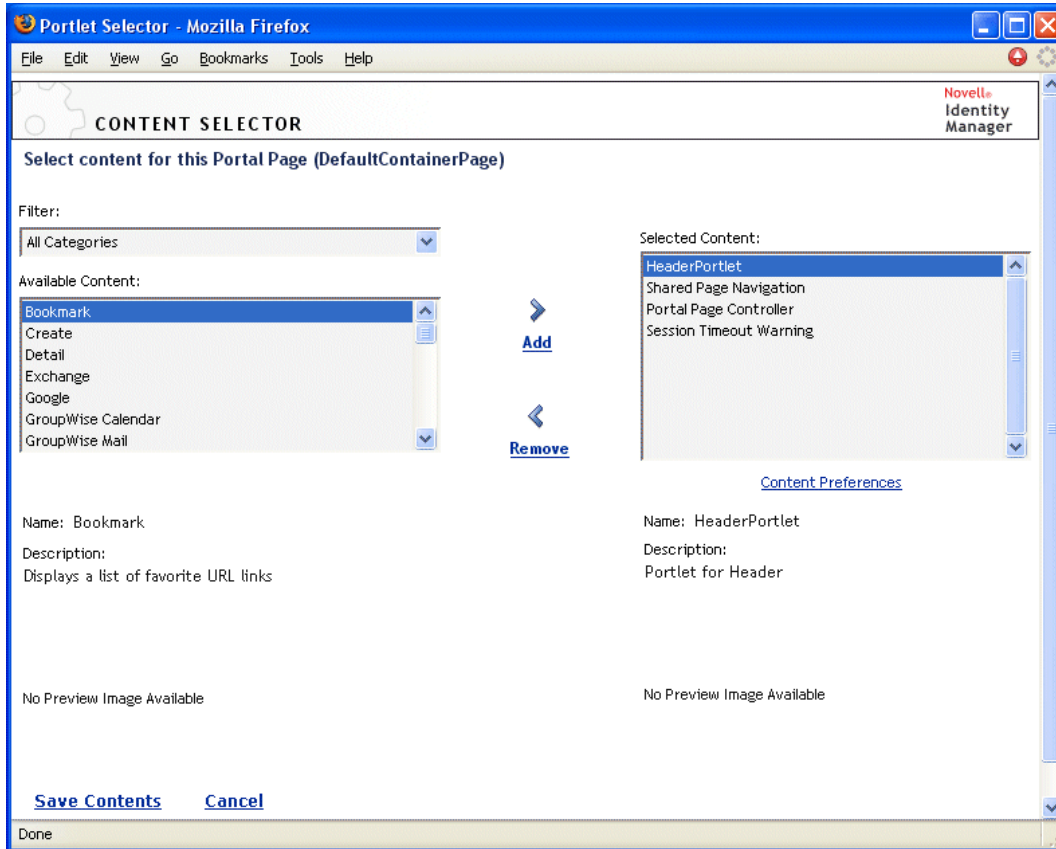 Portlet Selector - Mozilla Firefox
File Edit View Go Bookmarks Tools Help
CONTENT SELECTOR
Novell®
Identity
Manager
Select content for this Portal Page (DefaultContainerPage)
Filter:
All Categories
Available Content:
Bookmark
Create
Detail
Exchange
Google
GroupWise Calendar
GroupWise Mail
Add
Remove
Selected Content:
HeaderPortlet
Shared Page Navigation
Portal Page Controller
Session Timeout Warning
Content Preferences
Name: Bookmark
Description:
Displays a list of favorite URL links
No Preview Image Available
Name: HeaderPortlet
Description:
Portlet for Header
No Preview Image Available
Save Contents Cancel
Done